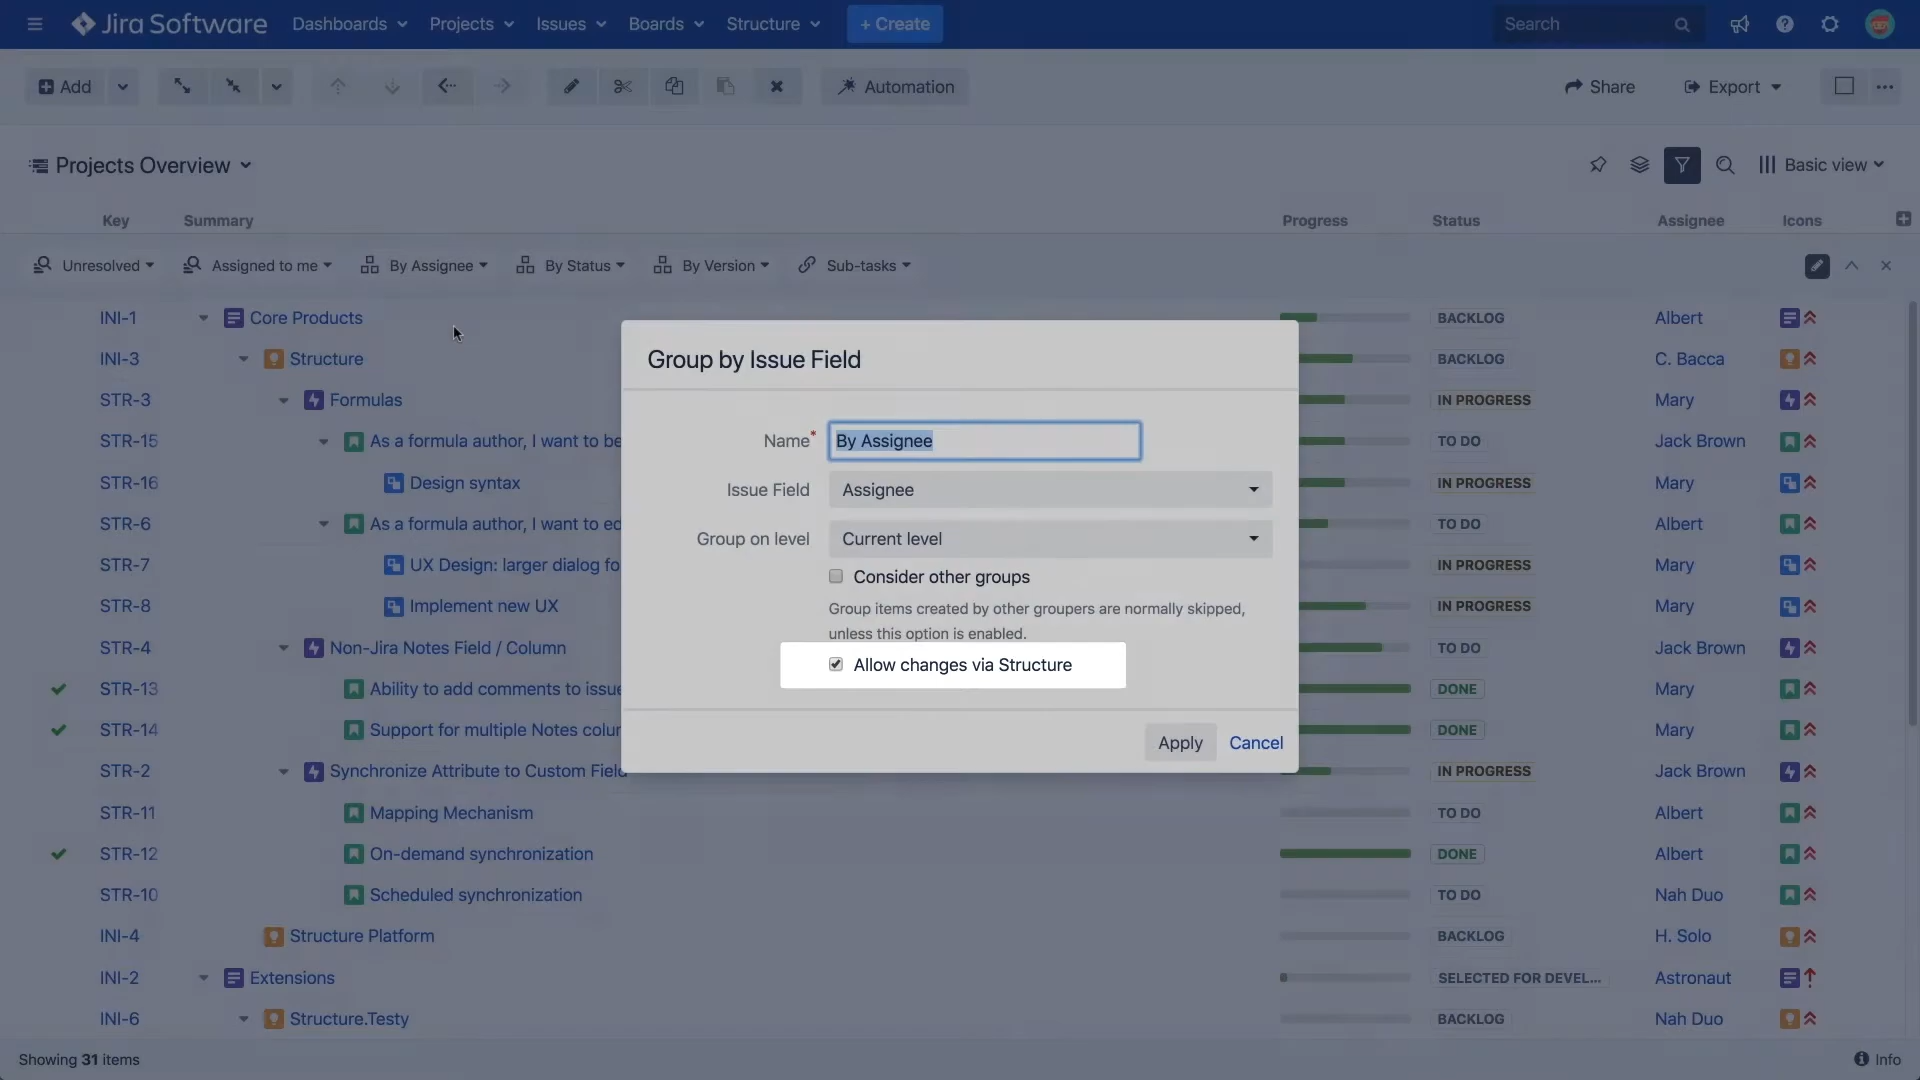 Jira Software Dashboards Projects Issues Boards Structure + Create Search
Add Automation Share Export
Projects Overview Basic view
Key Summary Progress Status Assignee Icons
Unresolved Assigned to me By Assignee By Status By Version Sub-tasks
INI-1 Core Products BACKLOG Albert
INI-3 Structure BACKLOG C. Bacca
STR-3 Formulas IN PROGRESS Mary
STR-15 As a formula author, I want to be TO DO Jack Brown
STR-16 Design syntax IN PROGRESS Mary
STR-6 As a formula author, I want to ed TO DO Albert
STR-7 UX Design: larger dialog fo IN PROGRESS Mary
STR-8 Implement new UX IN PROGRESS Mary
STR-4 Non-Jira Notes Field / Column TO DO Jack Brown
STR-13 Ability to add comments to issue DONE Mary
STR-14 Support for multiple Notes colu DONE Mary
STR-2 Synchronize Attribute to Custom Field IN PROGRESS Jack Brown
STR-11 Mapping Mechanism TO DO Albert
STR-12 On-demand synchronization DONE Albert
STR-10 Scheduled synchronization TO DO Nah Duo
INI-4 Structure Platform BACKLOG H. Solo
INI-2 Extensions SELECTED FOR DEVEL... Astronaut
INI-6 Structure.Testy BACKLOG Nah Duo
Showing 31 items Info
Group by Issue Field
Name* By Assignee
Issue Field Assignee
Group on level Current level
Consider other groups
Group items created by other groupers are normally skipped,
unless this option is enabled.
Allow changes via Structure
Apply Cancel